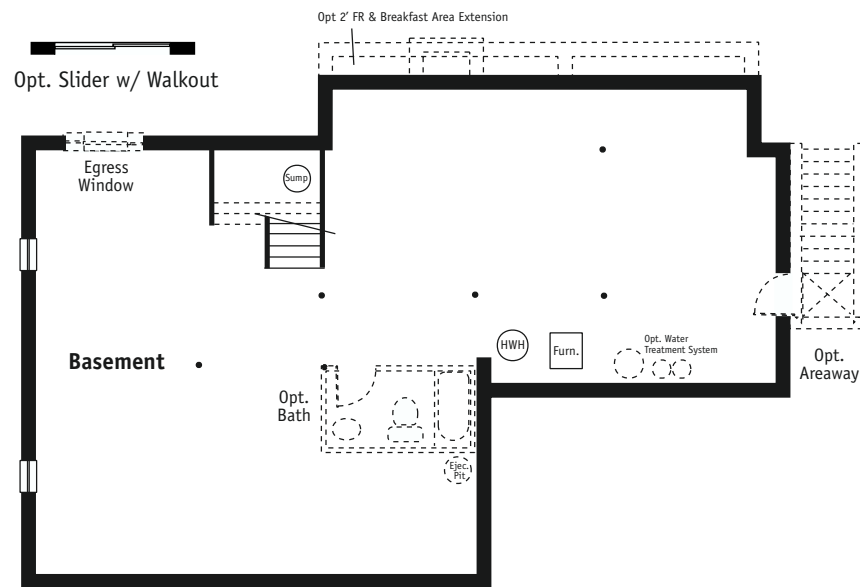 Opt 2' FR & Breakfast Area Extension
Opt. Slider w/ Walkout
Egress
Window
Sump
Basement
HWH
Furn.
Opt. Water
Treatment System
Opt.
Areaway
Opt.
Bath
Ejec.
Pit